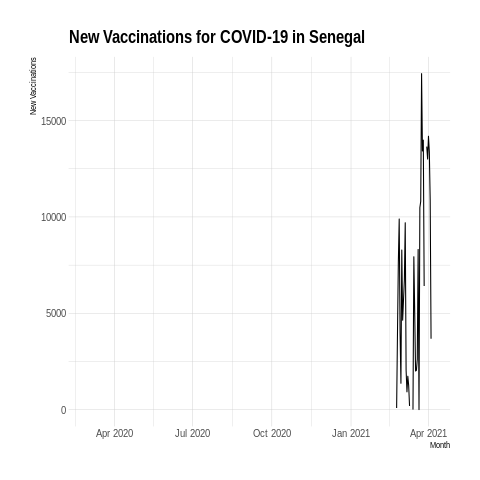 New Vaccinations for COVID-19 in Senegal
New Vaccinations
15000
10000
5000
0
Apr 2020 Jul 2020 Oct 2020 Jan 2021 Apr 2021
Month